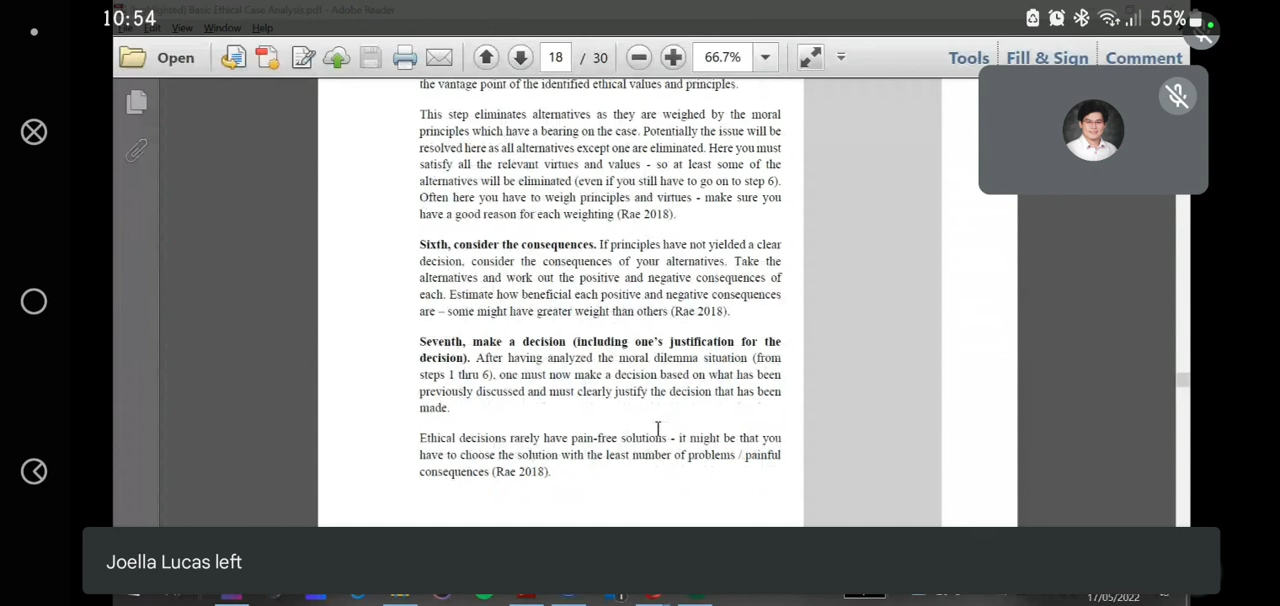 10:54
55%
Basic Ethical Case Analysis.pdf - Adobe Reader
File Edit View Window Help
Open
18 / 30
66.7%
Tools Fill & Sign Comment
the vantage point of the identified ethical values and principles.
This step eliminates alternatives as they are weighed by the moral
principles which have a bearing on the case. Potentially the issue will be
resolved here as all alternatives except one are eliminated. Here you must
satisfy all the relevant virtues and values - so at least some of the
alternatives will be eliminated (even if you still have to go on to step 6).
Often here you have to weigh principles and virtues - make sure you
have a good reason for each weighting (Rae 2018).
Sixth, consider the consequences. If principles have not yielded a clear
decision, consider the consequences of your alternatives. Take the
alternatives and work out the positive and negative consequences of
each. Estimate how beneficial each positive and negative consequences
are – some might have greater weight than others (Rae 2018).
Seventh, make a decision (including one's justification for the
decision). After having analyzed the moral dilemma situation (from
steps 1 thru 6), one must now make a decision based on what has been
previously discussed and must clearly justify the decision that has been
made.
Ethical decisions rarely have pain-free solutions - it might be that you
have to choose the solution with the least number of problems / painful
consequences (Rae 2018).
Joella Lucas left
17/05/2022